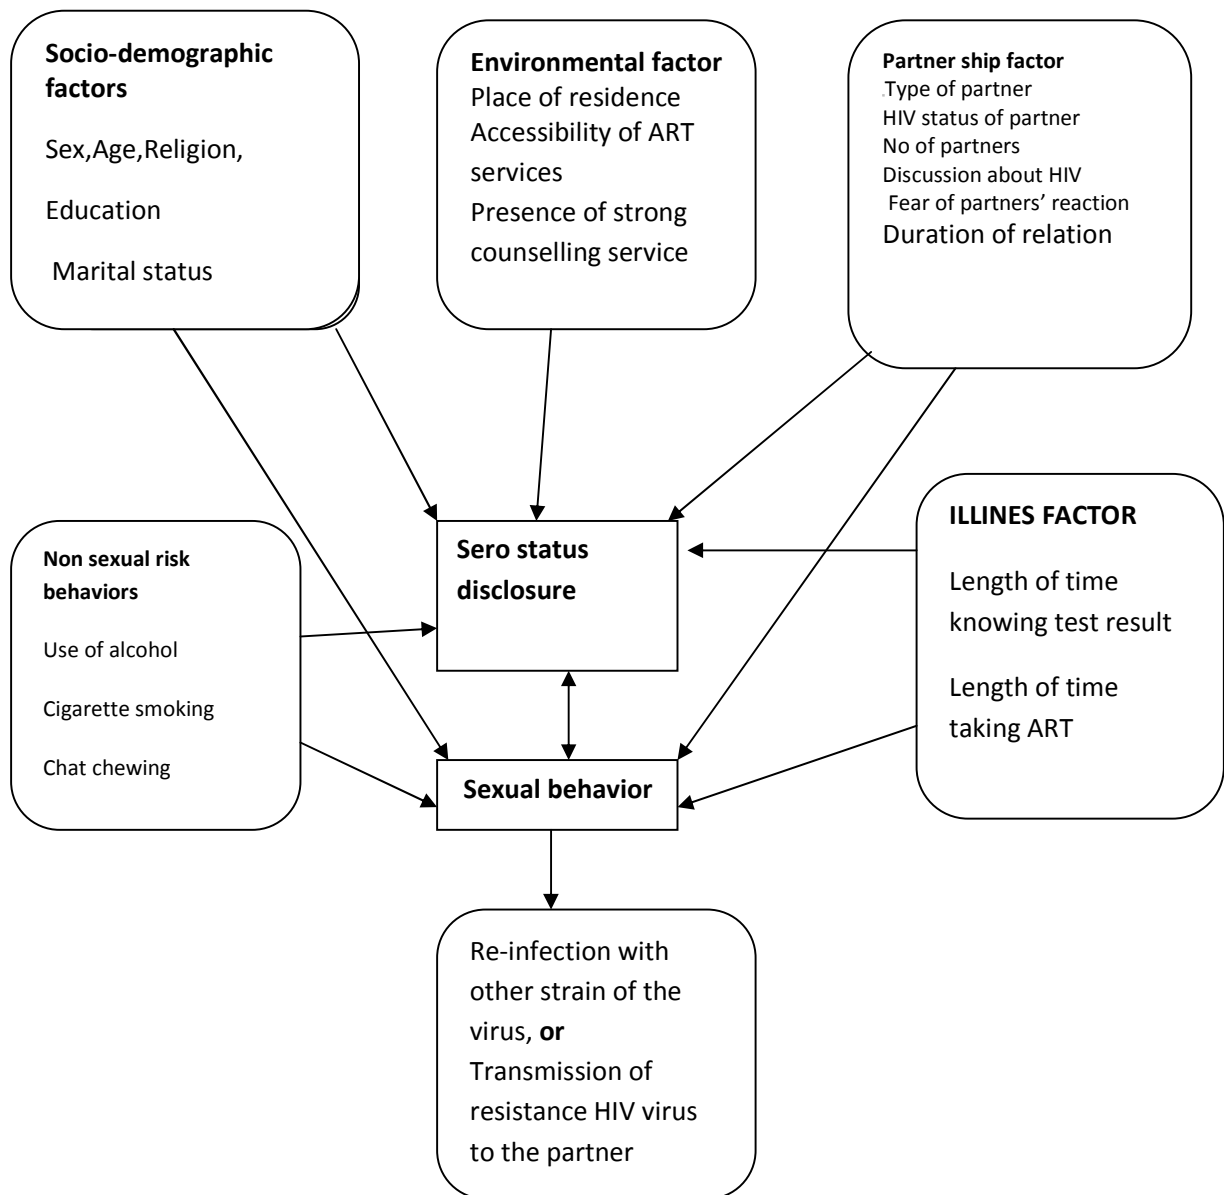 Socio-demographic
factors
Sex,Age,Religion,
Education
Marital status
Environmental factor
Place of residence
Accessibility of ART
services
Presence of strong
counselling service
Partner ship factor
.Type of partner
HIV status of partner
No of partners
Discussion about HIV
Fear of partners’ reaction
Duration of relation
Non sexual risk
behaviors
Use of alcohol
Cigarette smoking
Chat chewing
Sero status
disclosure
ILLINES FACTOR
Length of time
knowing test result
Length of time
taking ART
Sexual behavior
Re-infection with
other strain of the
virus, or
Transmission of
resistance HIV virus
to the partner